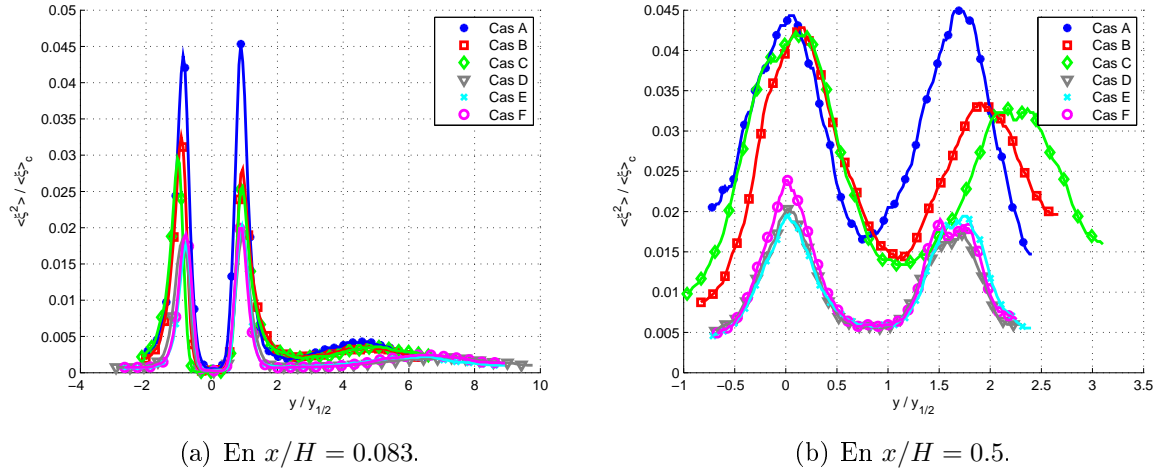 0.05
0.045
0.04
0.035
0.03
0.025
0.02
0.015
0.01
0.005
0
−4 −2 0 2 4 6 8 10
y / y1/2
<ξ²> / <ξ>c
Cas A
Cas B
Cas C
Cas D
Cas E
Cas F
(a) En x/H = 0.083.
0.045
0.04
0.035
0.03
0.025
0.02
0.015
0.01
0.005
0
−1 −0.5 0 0.5 1 1.5 2 2.5 3 3.5
y / y1/2
<ξ²> / <ξ>c
Cas A
Cas B
Cas C
Cas D
Cas E
Cas F
(b) En x/H = 0.5.